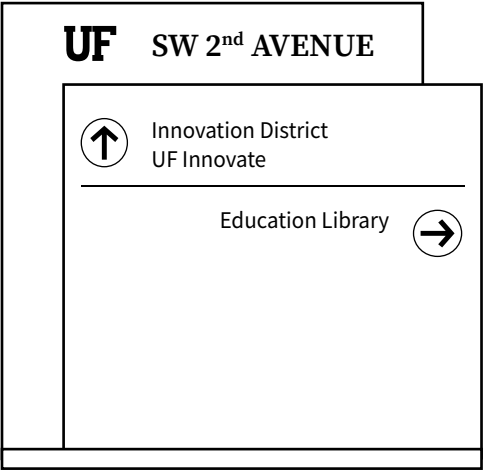 UF SW 2nd AVENUE
Innovation District
UF Innovate
Education Library